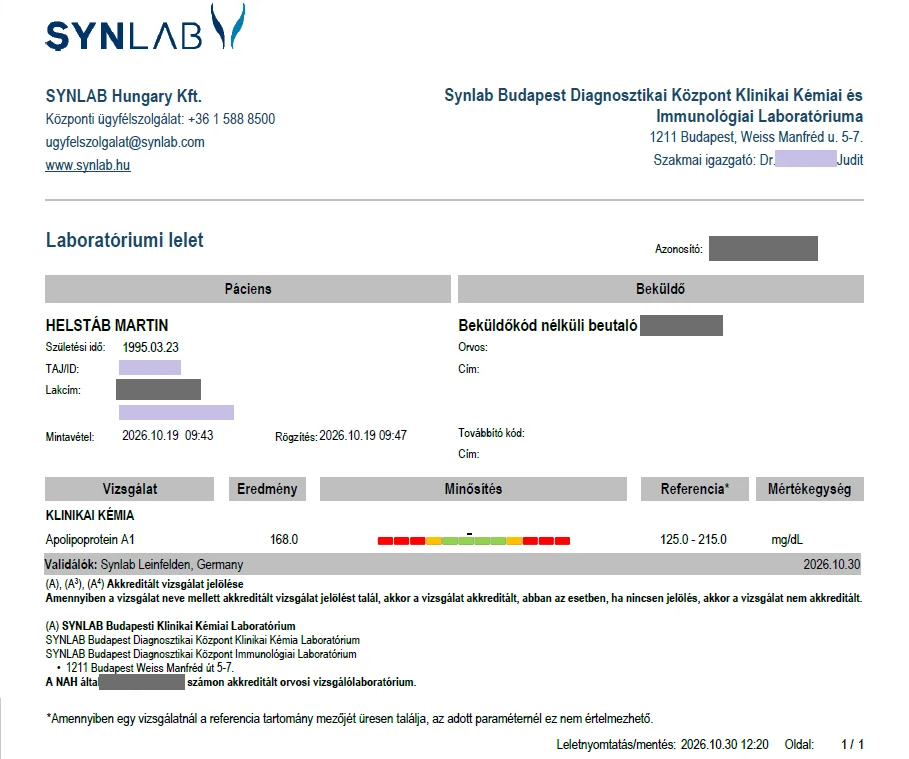 SYNLAB
SYNLAB Hungary Kft.
Központi ügyfélszolgálat: +36 1 588 8500
ugyfelszolgalat@synlab.com
www.synlab.hu
Synlab Budapest Diagnosztikai Központ Klinikai Kémiai és
Immunológiai Laboratóriuma
1211 Budapest, Weiss Manfréd u. 5-7.
Szakmai igazgató: Dr. Judit
Laboratóriumi lelet
Azonosító:
Páciens
HELSTÁB MARTIN
Születési idő: 1995.03.23
TAJ/ID:
Lakcím:
Mintavétel: 2026.10.19 09:43 Rögzítés: 2026.10.19 09:47
Beküldő
Beküldőkód nélküli beutaló
Orvos:
Cím:
Továbbító kód:
Cím:
Vizsgálat Eredmény Minősítés Referencia* Mértékegység
KLINIKAI KÉMIA
Apolipoprotein A1 168.0 125.0 - 215.0 mg/dL
Validálók: Synlab Leinfelden, Germany 2026.10.30
(A), (A³), (A⁴) Akkreditált vizsgálat jelölése
Amennyiben a vizsgálat neve mellett akkreditált vizsgálat jelölést talál, akkor a vizsgálat akkreditált, abban az esetben, ha nincsen jelölés, akkor a vizsgálat nem akkreditált.
(A) SYNLAB Budapesti Klinikai Kémiai Laboratórium
SYNLAB Budapest Diagnosztikai Központ Klinikai Kémia Laboratórium
SYNLAB Budapest Diagnosztikai Központ Immunológiai Laboratórium
• 1211 Budapest Weiss Manfréd út 5-7.
A NAH által számon akkreditált orvosi vizsgálólaboratórium.
*Amennyiben egy vizsgálatnál a referencia tartomány mezőjét üresen találja, az adott paraméternél ez nem értelmezhető.
Leletnyomtatás/mentés: 2026.10.30 12:20 Oldal: 1 / 1